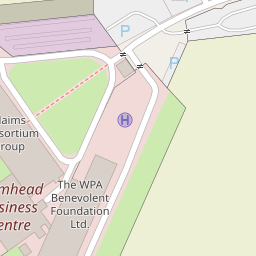 P
P
H
laims
sortium
roup
The WPA
Benevolent
Foundation
Ltd.
mhead
siness
entre